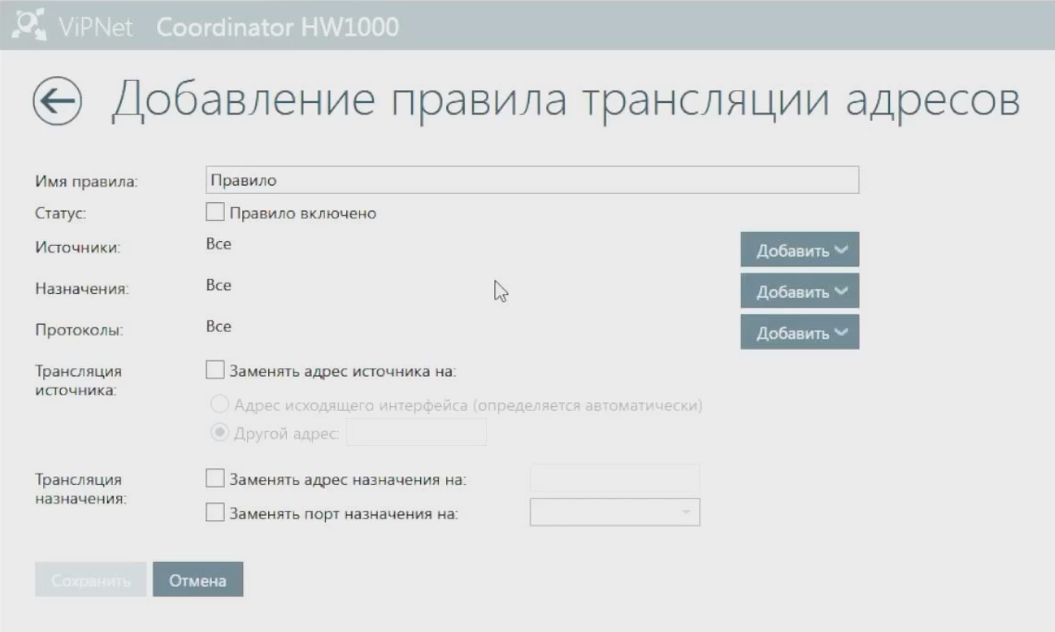 ViPNet Coordinator HW1000
Добавление правила трансляции адресов
Имя правила: Правило
Статус: Правило включено
Источники: Все Добавить
Назначения: Все Добавить
Протоколы: Все Добавить
Трансляция источника: Заменять адрес источника на:
Адрес исходящего интерфейса (определяется автоматически)
Другой адрес:
Трансляция назначения: Заменять адрес назначения на:
Заменять порт назначения на:
Сохранить Отмена